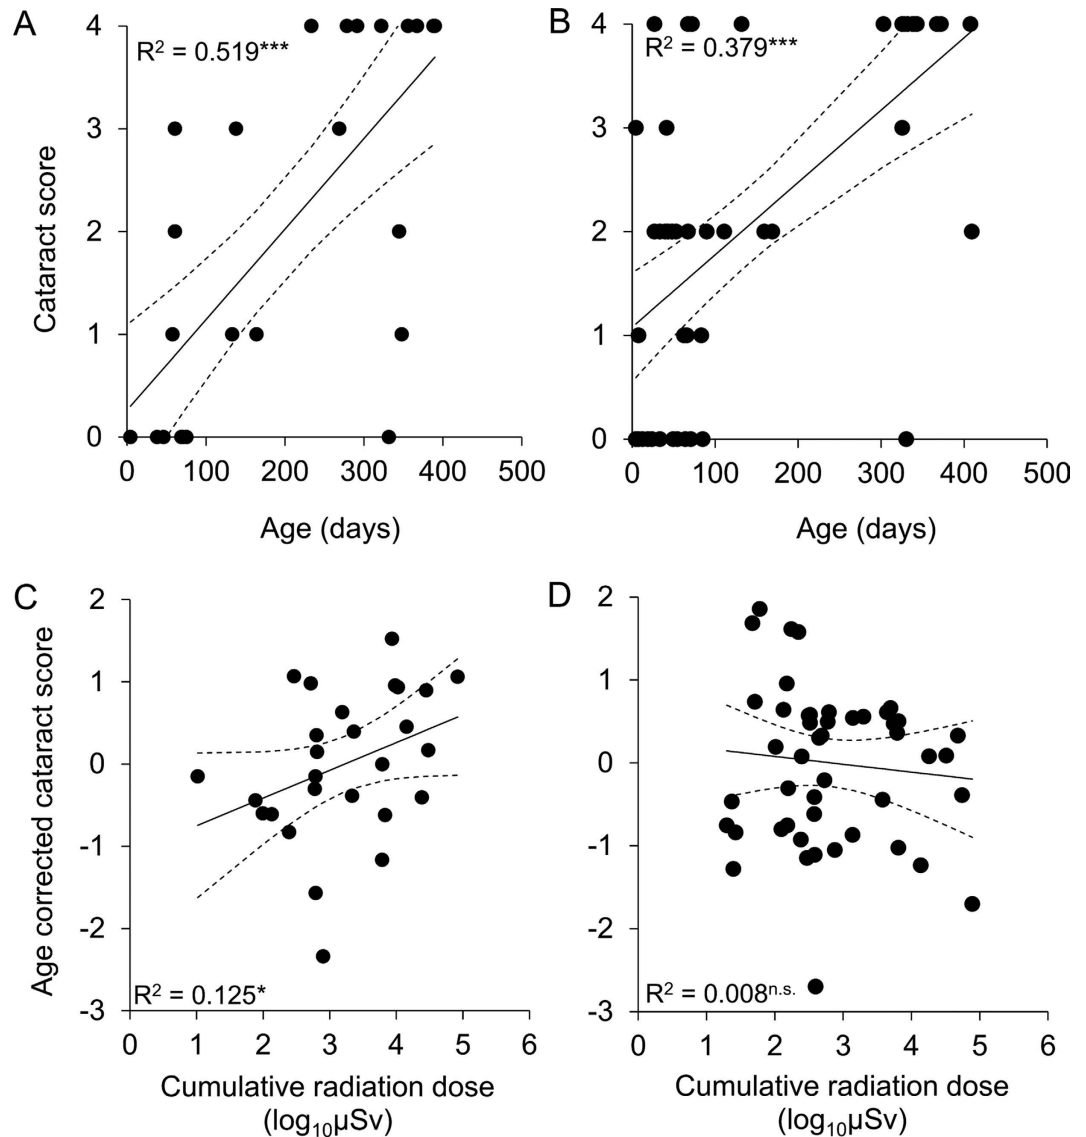 A
B
R² = 0.519***
R² = 0.379***
4
3
2
1
0
4
3
2
1
0
Cataract score
0 100 200 300 400 500
0 100 200 300 400 500
Age (days)
Age (days)
C
D
2
1
0
-1
-2
-3
2
1
0
-1
-2
-3
Age corrected cataract score
R² = 0.125*
R² = 0.008n.s.
0 1 2 3 4 5 6
0 1 2 3 4 5 6
Cumulative radiation dose
(log₁₀µSv)
Cumulative radiation dose
(log₁₀µSv)